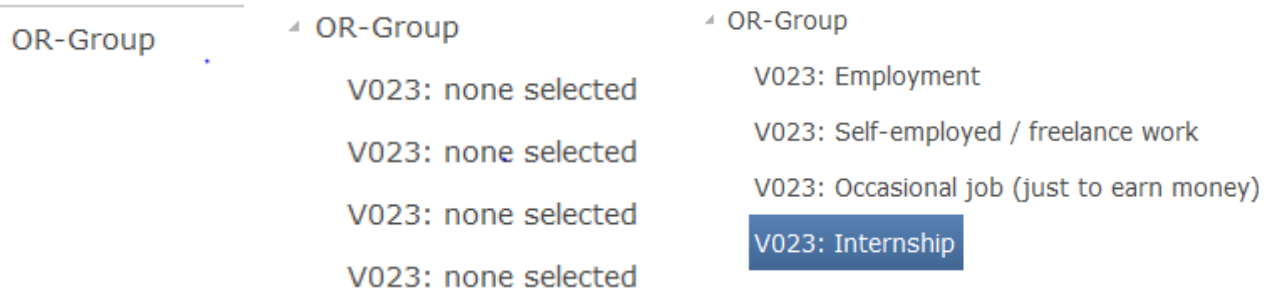 OR-Group
OR-Group
V023: none selected
V023: none selected
V023: none selected
V023: none selected
OR-Group
V023: Employment
V023: Self-employed / freelance work
V023: Occasional job (just to earn money)
V023: Internship